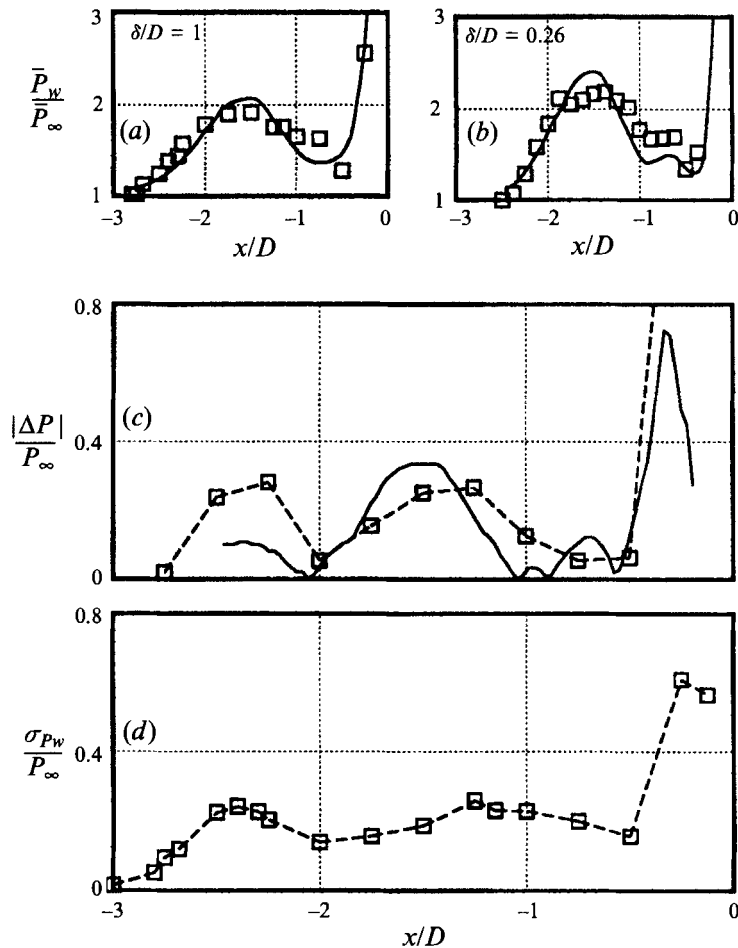 3
δ/D = 1
P̄w
P̄∞
2
(a)
1
−3
−2
−1
0
x/D
3
δ/D = 0.26
2
(b)
1
−3
−2
−1
0
x/D
0.8
(c)
|ΔP|
P∞
0.4
0
0.8
σPw
P∞
(d)
0.4
0
−3
−2
−1
0
x/D